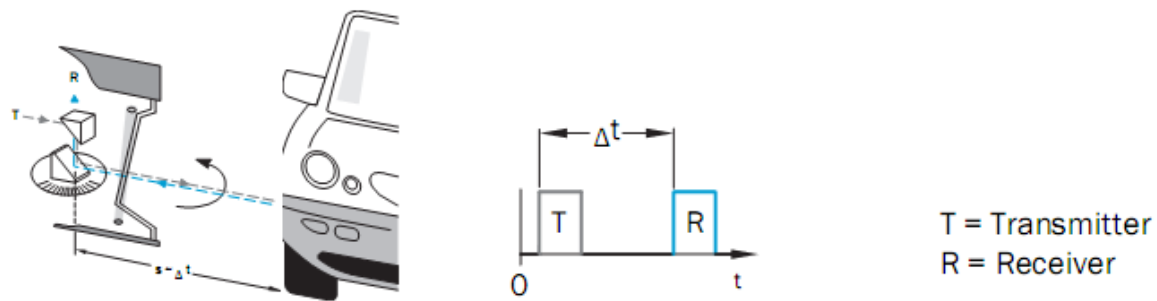 R
T
s ~ Δt
Δt
T
R
0
t
T = Transmitter
R = Receiver